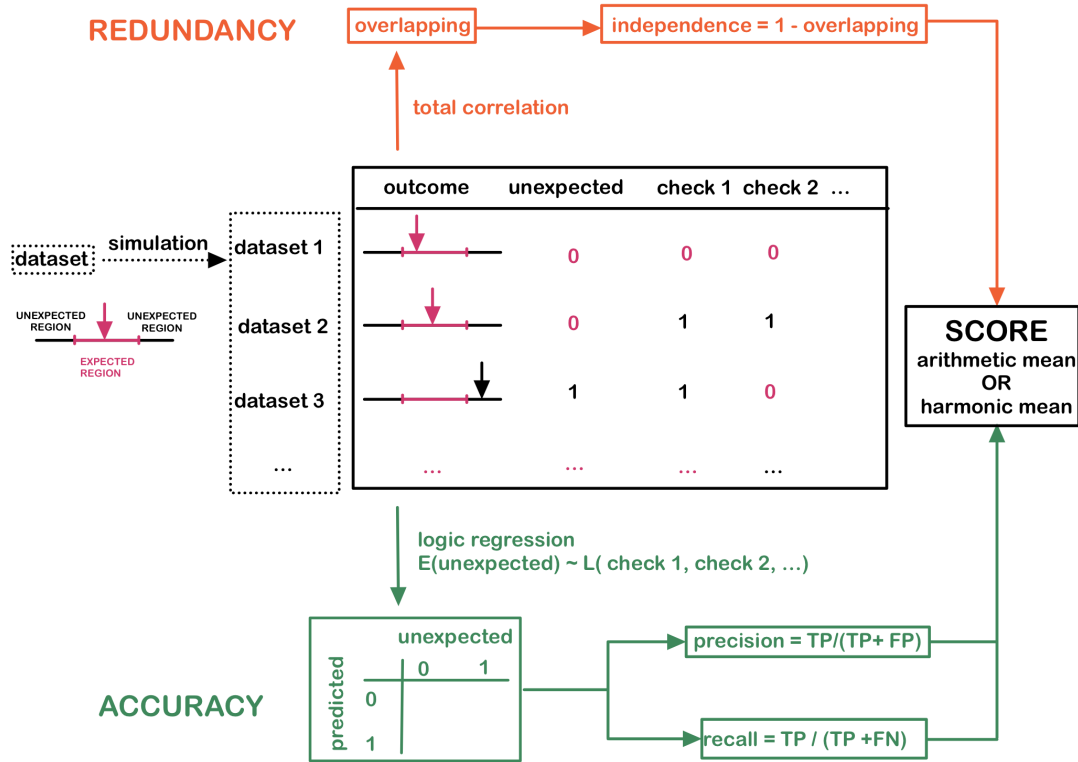 REDUNDANCY
overlapping
independence = 1 - overlapping
total correlation
outcome unexpected check 1 check 2 ...
simulation
dataset
dataset 1
0 0 0
UNEXPECTED REGION
UNEXPECTED REGION
EXPECTED REGION
dataset 2
0 1 1
dataset 3
1 1 0
...
... ... ... ...
SCORE
arithmetic mean
OR
harmonic mean
logic regression
E(unexpected) ~ L( check 1, check 2, ...)
unexpected
0 1
predicted
0
1
precision = TP/(TP+ FP)
ACCURACY
recall = TP / (TP +FN)